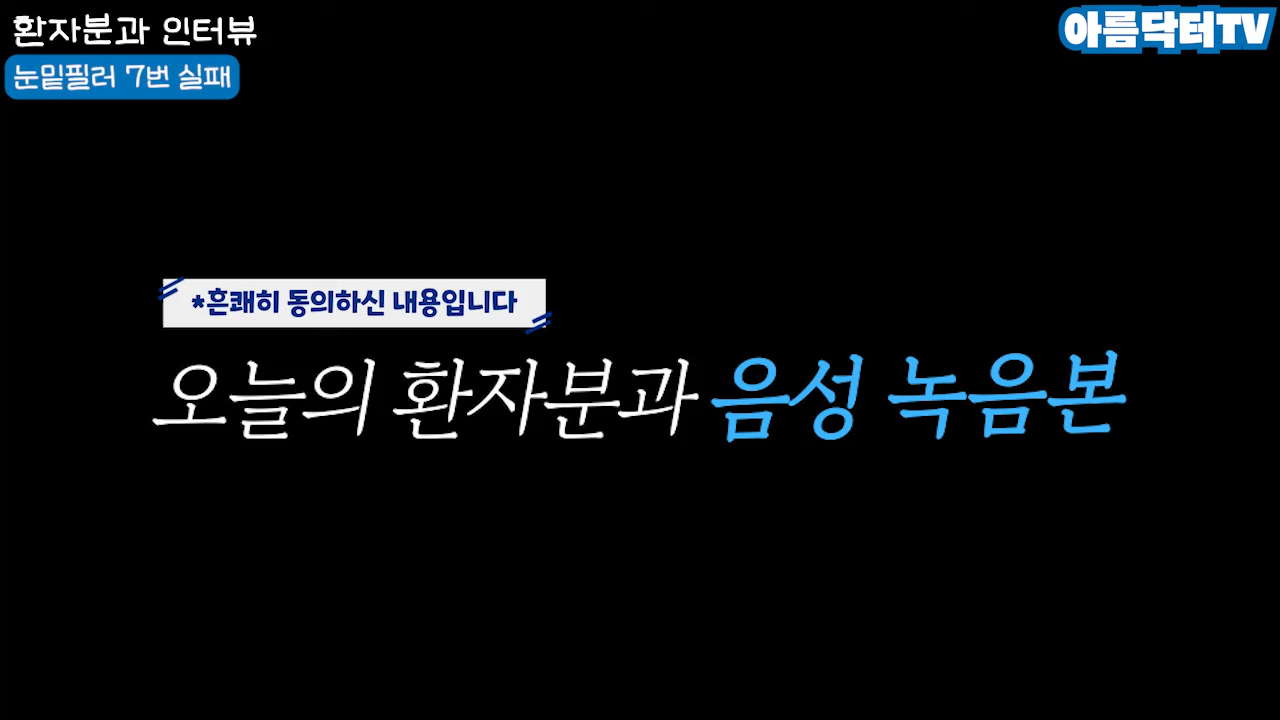 환자분과 인터뷰
아름닥터TV
눈밑필러 7번 실패
*흔쾌히 동의하신 내용입니다
오늘의 환자분과 음성 녹음본